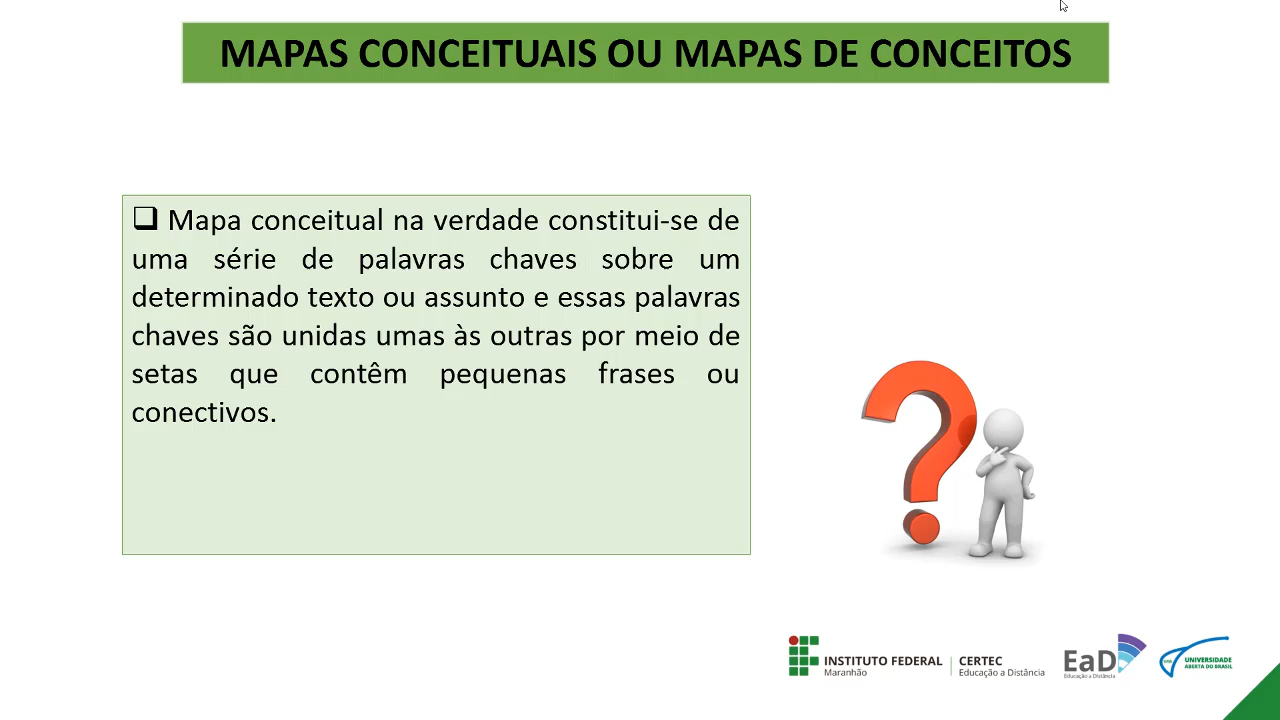 MAPAS CONCEITUAIS OU MAPAS DE CONCEITOS
Mapa conceitual na verdade constitui-se de
uma série de palavras chaves sobre um
determinado texto ou assunto e essas palavras
chaves são unidas umas às outras por meio de
setas que contêm pequenas frases ou
conectivos.
INSTITUTO FEDERAL
Maranhão
CERTEC
Educação a Distância
EaD
Educação a Distância
UAB
UNIVERSIDADE
ABERTA DO BRASIL